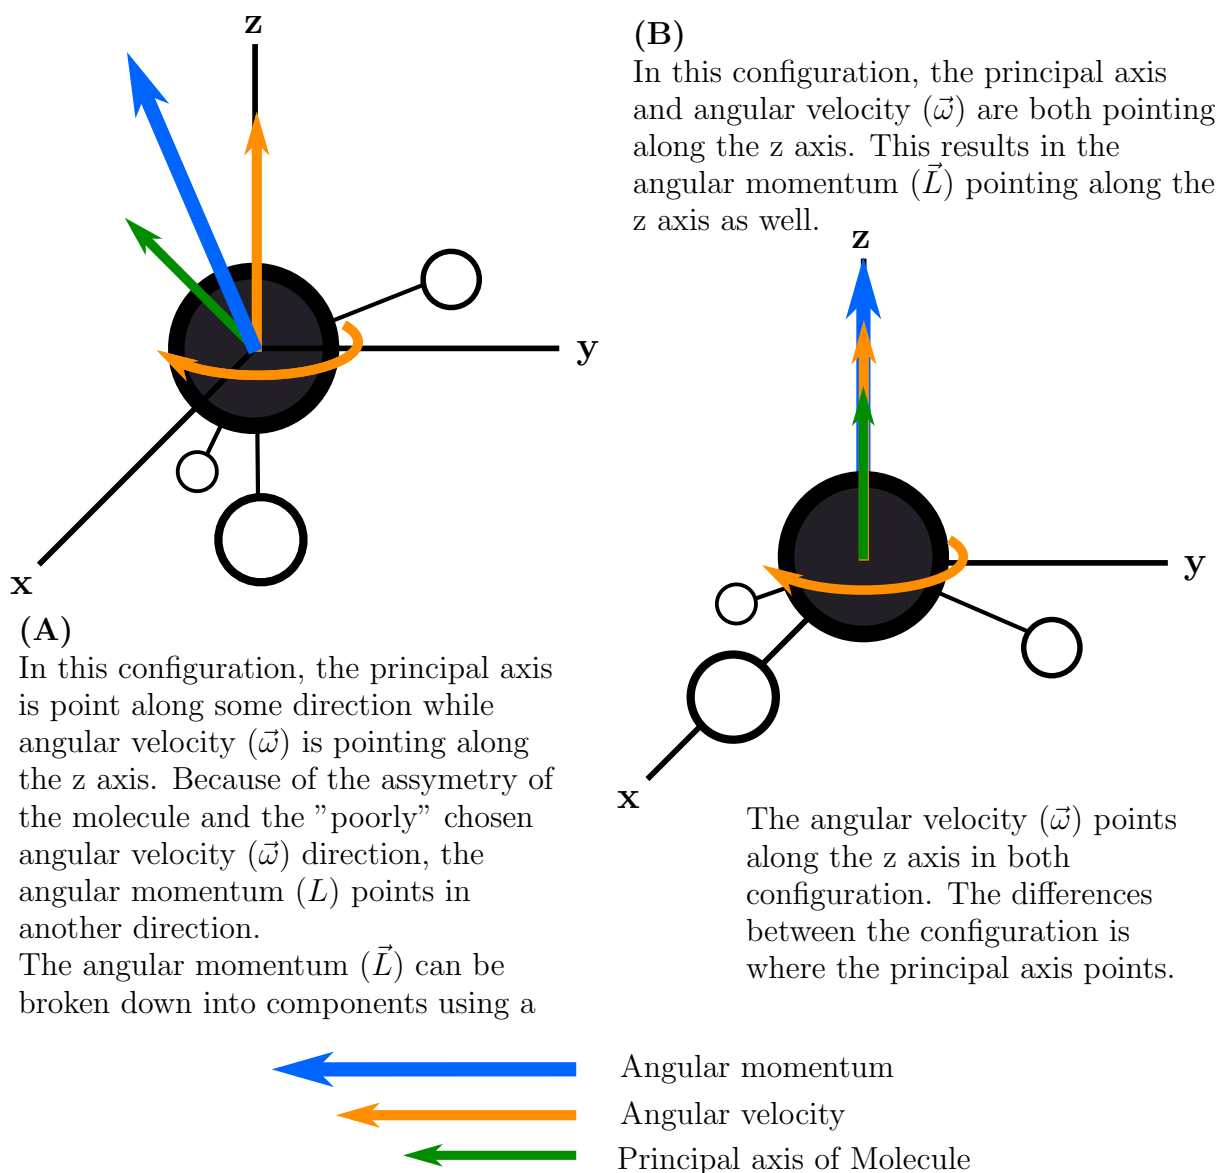 z
y
x
(A)
In this configuration, the principal axis
is point along some direction while
angular velocity (ω⃗) is pointing along
the z axis. Because of the assymetry of
the molecule and the ”poorly” chosen
angular velocity (ω⃗) direction, the
angular momentum (L) points in
another direction.
The angular momentum (L⃗) can be
broken down into components using a
(B)
In this configuration, the principal axis
and angular velocity (ω⃗) are both pointing
along the z axis. This results in the
angular momentum (L⃗) pointing along the
z axis as well.
z
y
x
The angular velocity (ω⃗) points
along the z axis in both
configuration. The differences
between the configuration is
where the principal axis points.
Angular momentum
Angular velocity
Principal axis of Molecule